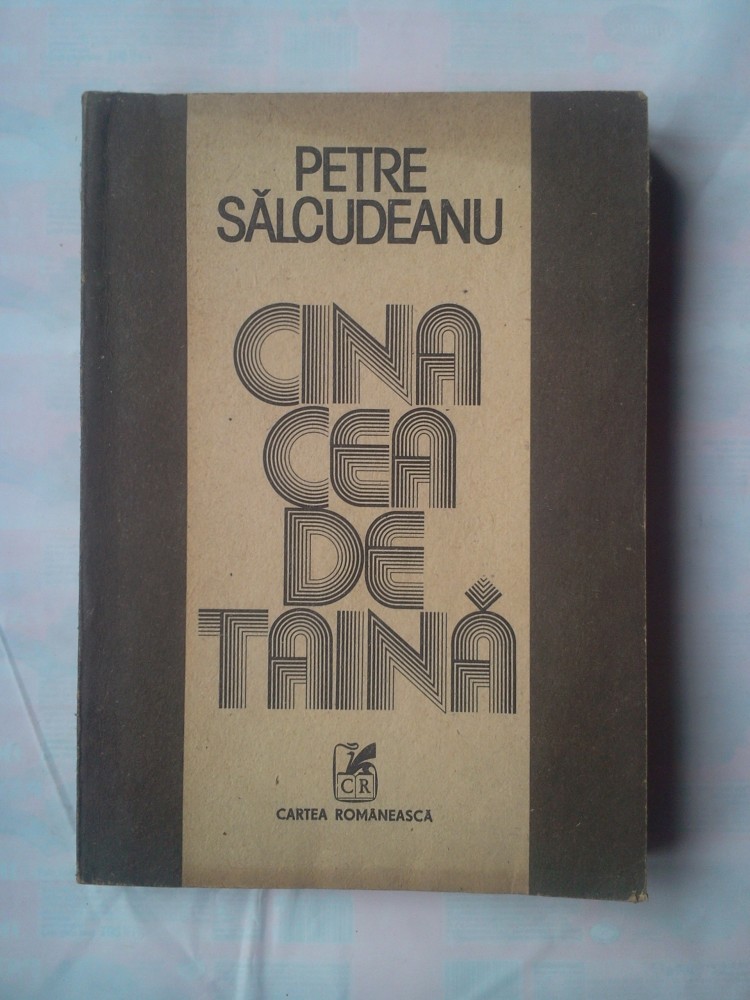 PETRE
SĂLCUDEANU
CINA
CEA
DE
TAINĂ
CR
CARTEA ROMÂNEASCĂ